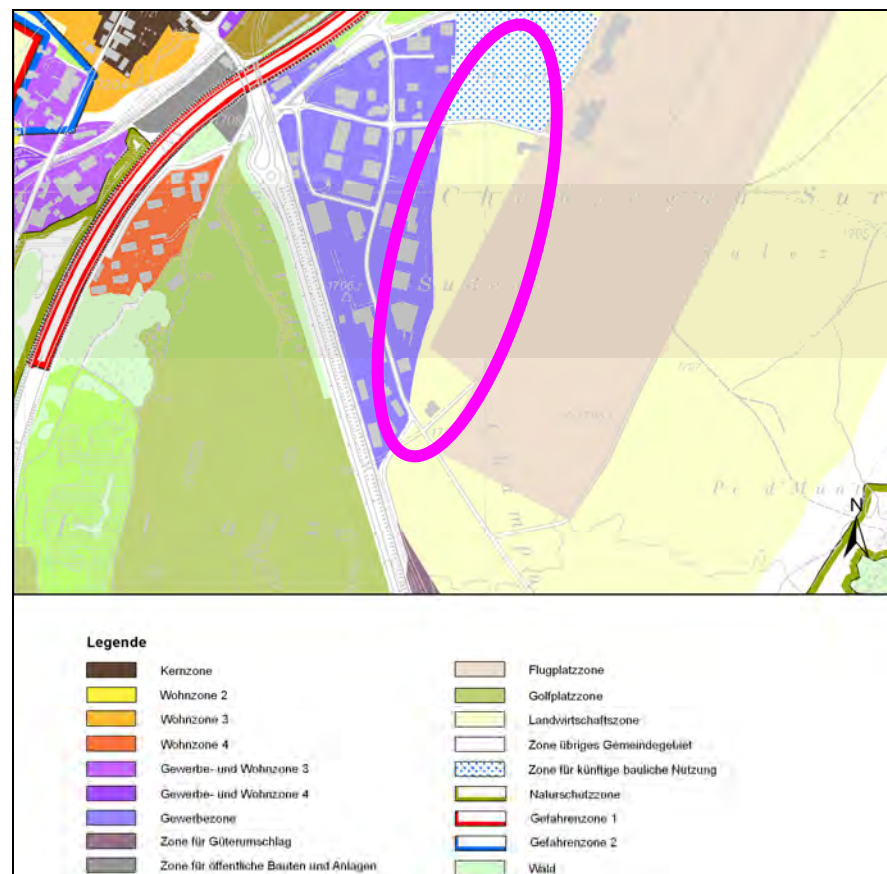 N
Legende
Kernzone
Wohnzone 2
Wohnzone 3
Wohnzone 4
Gewerbe- und Wohnzone 3
Gewerbe- und Wohnzone 4
Gewerbezone
Zone für Güterumschlag
Zone für öffentliche Bauten und Anlagen
Flugplatzzone
Golfplatzzone
Landwirtschaftszone
Zone übriges Gemeindegebiet
Zone für künftige bauliche Nutzung
Naturschutzzone
Gefahrenzone 1
Gefahrenzone 2
Wald